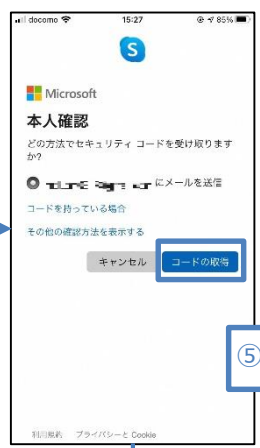 docomo 15:27 85%
S
Microsoft
本人確認
どの方法でセキュリティ コードを受け取ります
か?
にメールを送信
コードを持っている場合
その他の確認方法を表示する
キャンセル コードの取得
⑤
利用規約 プライバシーと Cookie